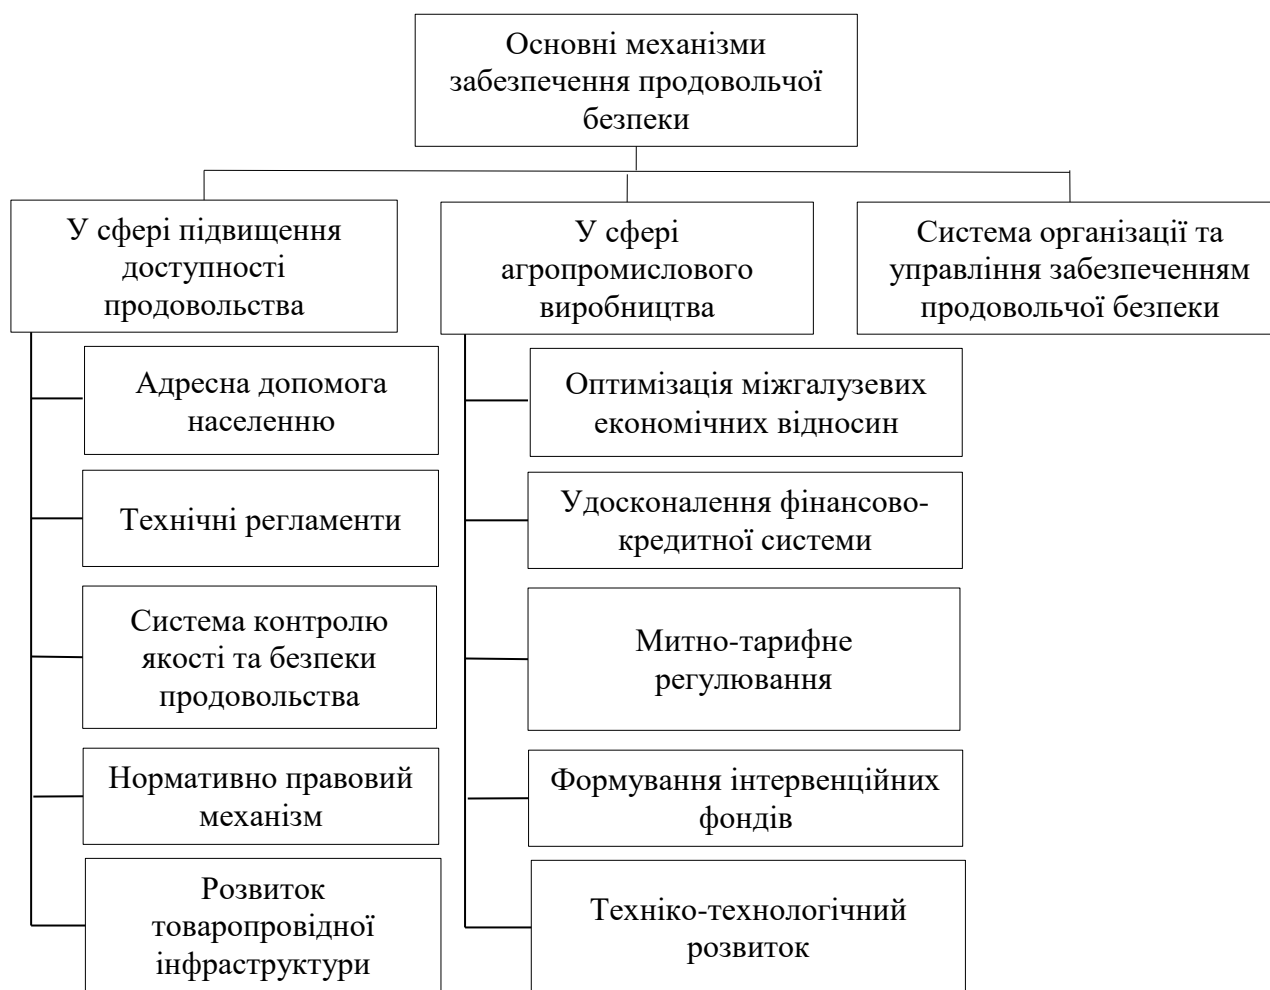 Основні механізми
забезпечення продовольчої
безпеки
У сфері підвищення
доступності
продовольства
У сфері
агропромислового
виробництва
Система організації та
управління забезпеченням
продовольчої безпеки
Адресна допомога
населенню
Технічні регламенти
Система контролю
якості та безпеки
продовольства
Нормативно правовий
механізм
Розвиток
товаропровідної
інфраструктури
Оптимізація міжгалузевих
економічних відносин
Удосконалення фінансово-
кредитної системи
Митно-тарифне
регулювання
Формування інтервенційних
фондів
Техніко-технологічний
розвиток